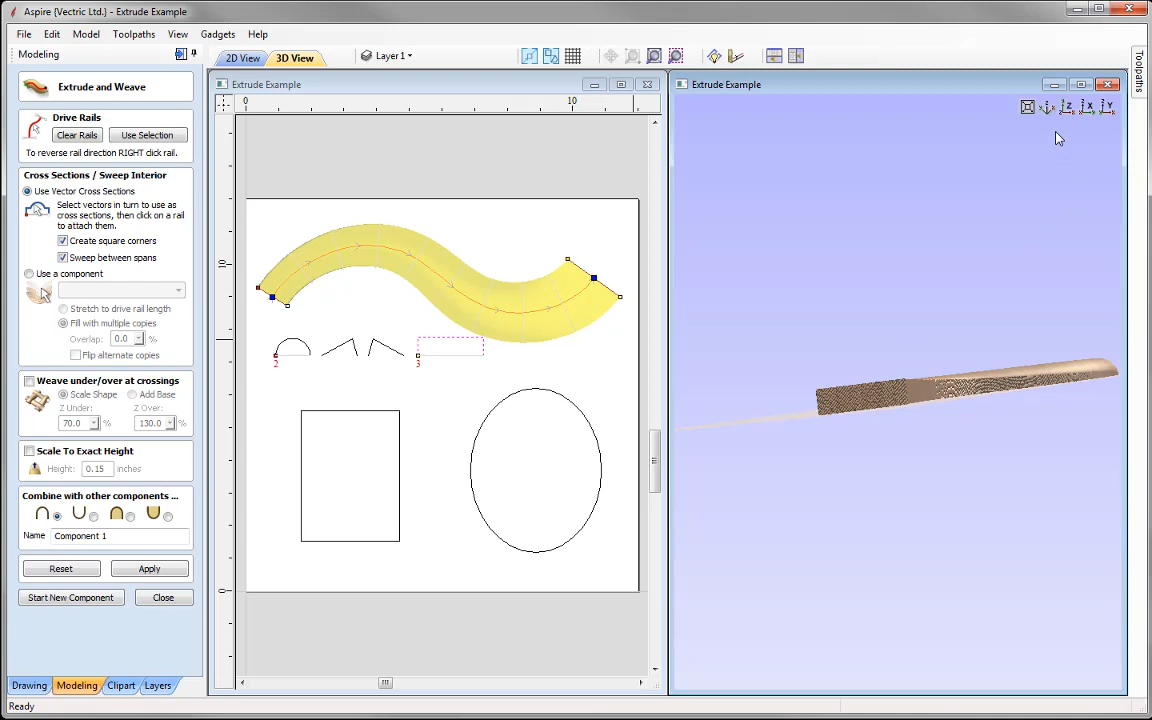 Aspire {Vectric Ltd.} - Extrude Example
File Edit Model Toolpaths View Gadgets Help
Modeling
2D View 3D View Layer1
Extrude Example
Extrude Example
Toolpaths
0 10
10
0
Z Z X Y
Extrude and Weave
Drive Rails
Clear Rails Use Selection
To reverse rail direction RIGHT click rail.
Cross Sections / Sweep Interior
Use Vector Cross Sections
Select vectors in turn to use as
cross sections, then click on a rail
to attach them.
Create square corners
Sweep between spans
Use a component
Stretch to drive rail length
Fill with multiple copies
Overlap: 0.0 %
Flip alternate copies
Weave under/over at crossings
Scale Shape Add Base
Z Under: Z Over:
70.0 % 130.0 %
Scale To Exact Height
Height: 0.15 inches
Combine with other components ...
Name Component 1
Reset Apply
Start New Component Close
2 3
Drawing Modeling Clipart Layers
Ready